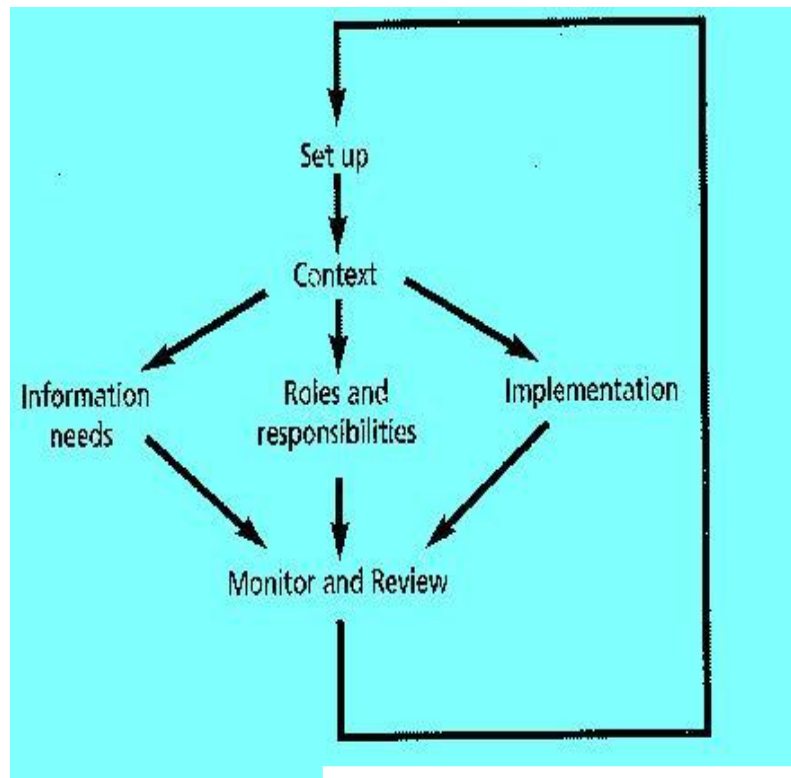 Set up
Context
Information
needs
Roles and
responsibilities
Implementation
Monitor and Review